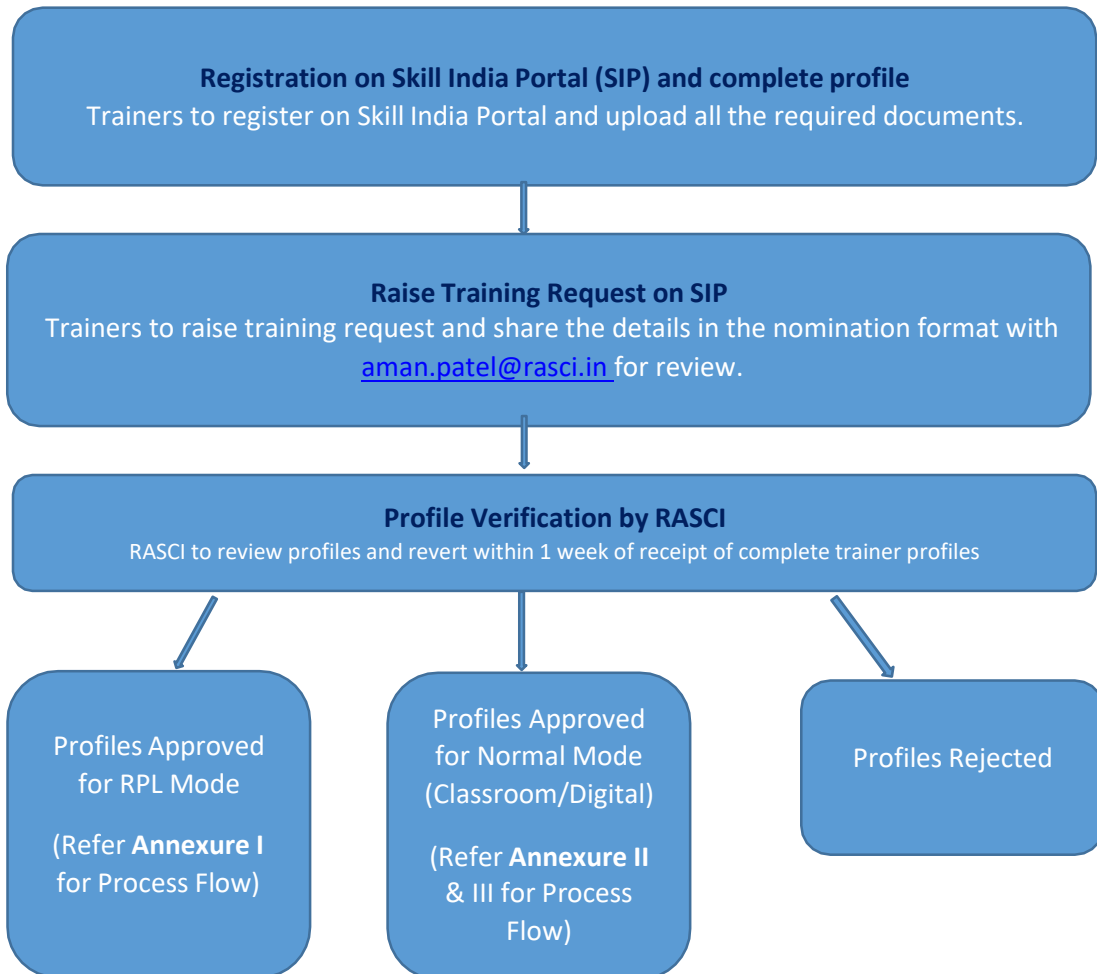 Registration on Skill India Portal (SIP) and complete profile
Trainers to register on Skill India Portal and upload all the required documents.
Raise Training Request on SIP
Trainers to raise training request and share the details in the nomination format with
aman.patel@rasci.in for review.
Profile Verification by RASCI
RASCI to review profiles and revert within 1 week of receipt of complete trainer profiles
Profiles Approved
for RPL Mode
(Refer Annexure I
for Process Flow)
Profiles Approved
for Normal Mode
(Classroom/Digital)
(Refer Annexure II
& III for Process
Flow)
Profiles Rejected